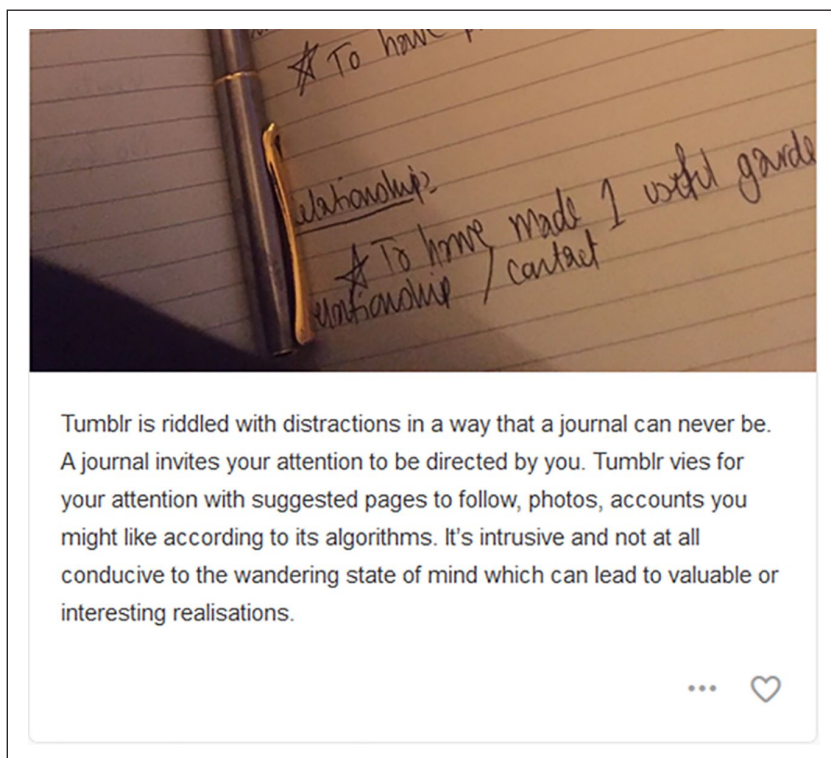 ☆ To have
Relationships
☆ To have made 1 useful garde
relationship / contact
Tumblr is riddled with distractions in a way that a journal can never be.
A journal invites your attention to be directed by you. Tumblr vies for
your attention with suggested pages to follow, photos, accounts you
might like according to its algorithms. It's intrusive and not at all
conducive to the wandering state of mind which can lead to valuable or
interesting realisations.